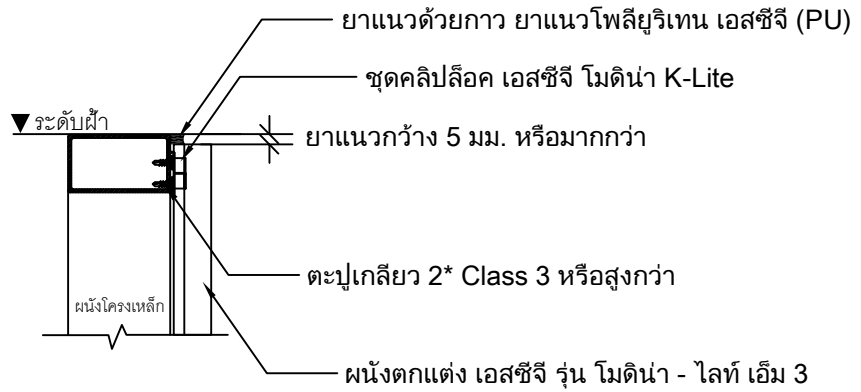 ยาแนวด้วยกาว ยาแนวโพลียูริเทน เอสซีจี (PU)
ชุดคลิปล็อค เอสซีจี โมดิน่า K-Lite
ระดับฝ้า
ยาแนวกว้าง 5 มม. หรือมากกว่า
ตะปูเกลียว 2* Class 3 หรือสูงกว่า
ผนังโครงเหล็ก
ผนังตกแต่ง เอสซีจี รุ่น โมดิน่า - ไลท์ เอ็ม 3